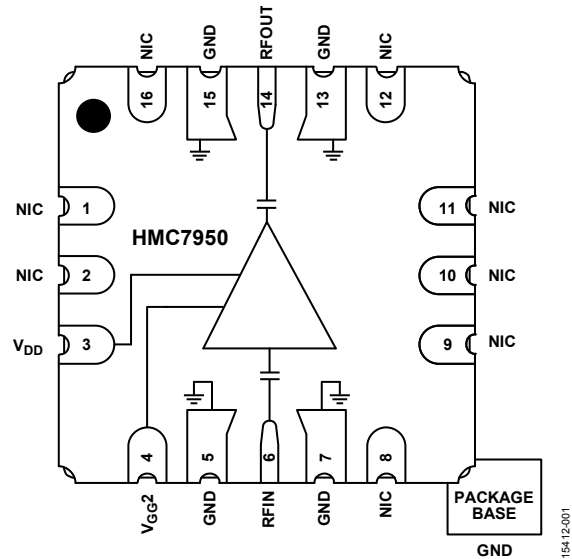 NIC
GND
RFOUT
GND
NIC
16
15
14
13
12
NIC 1
11 NIC
HMC7950
NIC 2
10 NIC
VDD 3
9 NIC
4
5
6
7
8
VGG2
GND
RFIN
GND
NIC
PACKAGE
BASE
GND
15412-001